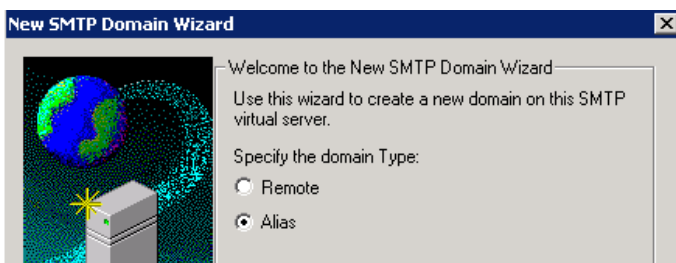 New SMTP Domain Wizard
Welcome to the New SMTP Domain Wizard
Use this wizard to create a new domain on this SMTP
virtual server.
Specify the domain Type:
Remote
Alias